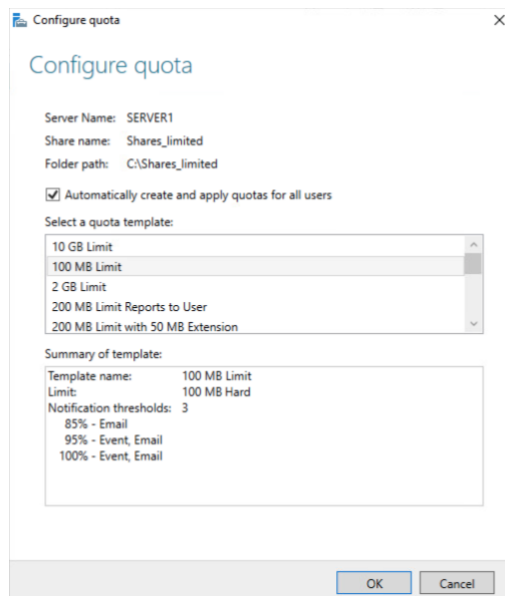 Configure quota
Configure quota
Server Name: SERVER1
Share name: Shares_limited
Folder path: C:\Shares_limited
Automatically create and apply quotas for all users
Select a quota template:
10 GB Limit
100 MB Limit
2 GB Limit
200 MB Limit Reports to User
200 MB Limit with 50 MB Extension
Summary of template:
Template name: 100 MB Limit
Limit: 100 MB Hard
Notification thresholds: 3
85% - Email
95% - Event, Email
100% - Event, Email
OK Cancel